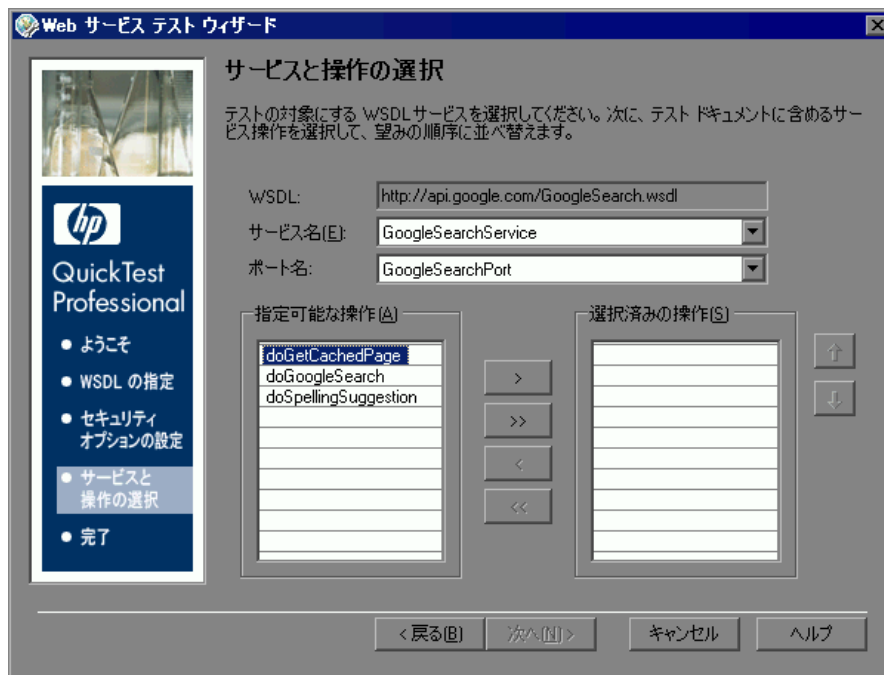 Web サービス テスト ウィザード
サービスと操作の選択
テストの対象にする WSDL サービスを選択してください。次に、テスト ドキュメントに含めるサー
ビス操作を選択して、望みの順序に並べ替えます。
WSDL:
http://api.google.com/GoogleSearch.wsdl
サービス名(E):
GoogleSearchService
ポート名:
GoogleSearchPort
hp
QuickTest
Professional
● ようこそ
● WSDL の指定
● セキュリティ
オプションの設定
● サービスと
操作の選択
● 完了
指定可能な操作(A)
doGetCachedPage
doGoogleSearch
doSpellingSuggestion
>
>>
<
<<
選択済みの操作(S)
<戻る(B)
次へ(N)>
キャンセル
ヘルプ